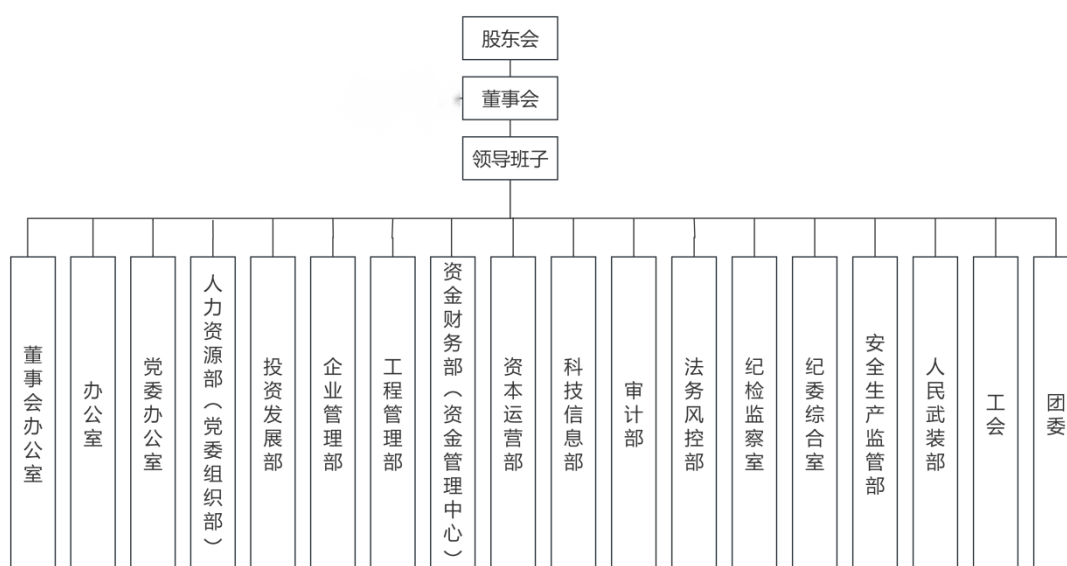 股东会
董事会
领导班子
董事会办公室
办公室
党委办公室
人力资源部（党委组织部）
投资发展部
企业管理部
工程管理部
资金财务部（资金管理中心）
资本运营部
科技信息部
审计部
法务风控部
纪检监察室
纪委综合室
安全生产监管部
人民武装部
工会
团委